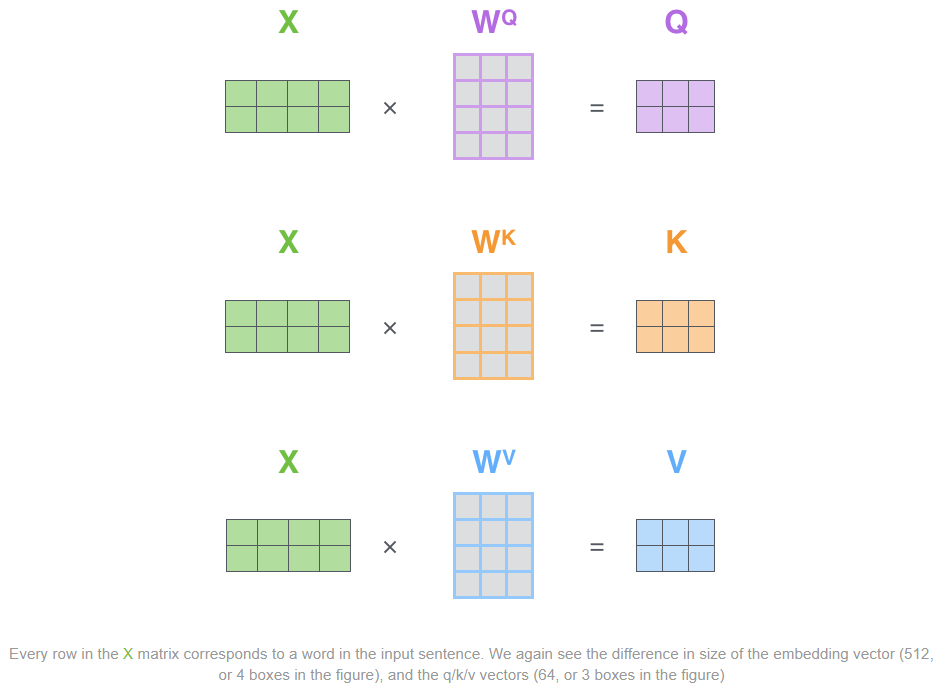 X × W^Q = Q
X × W^K = K
X × W^V = V
Every row in the X matrix corresponds to a word in the input sentence. We again see the difference in size of the embedding vector (512,
or 4 boxes in the figure), and the q/k/v vectors (64, or 3 boxes in the figure)